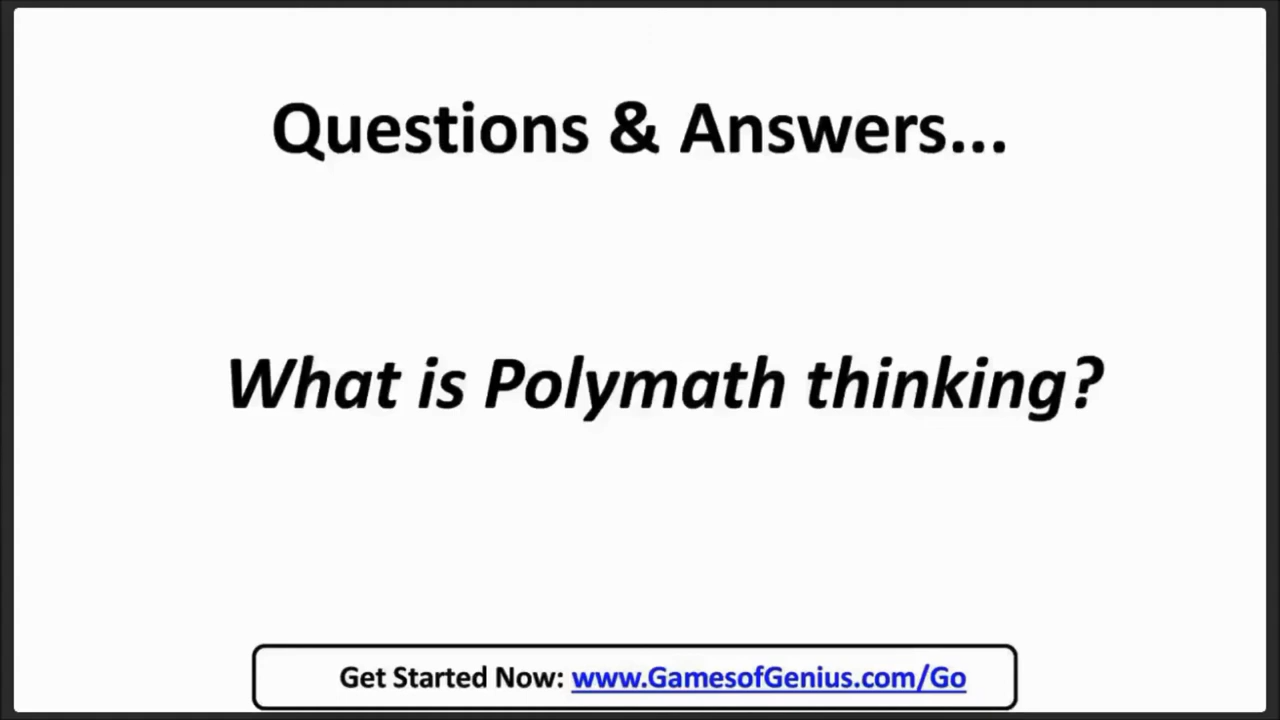 Questions & Answers...
What is Polymath thinking?
Get Started Now: www.GamesofGenius.com/Go